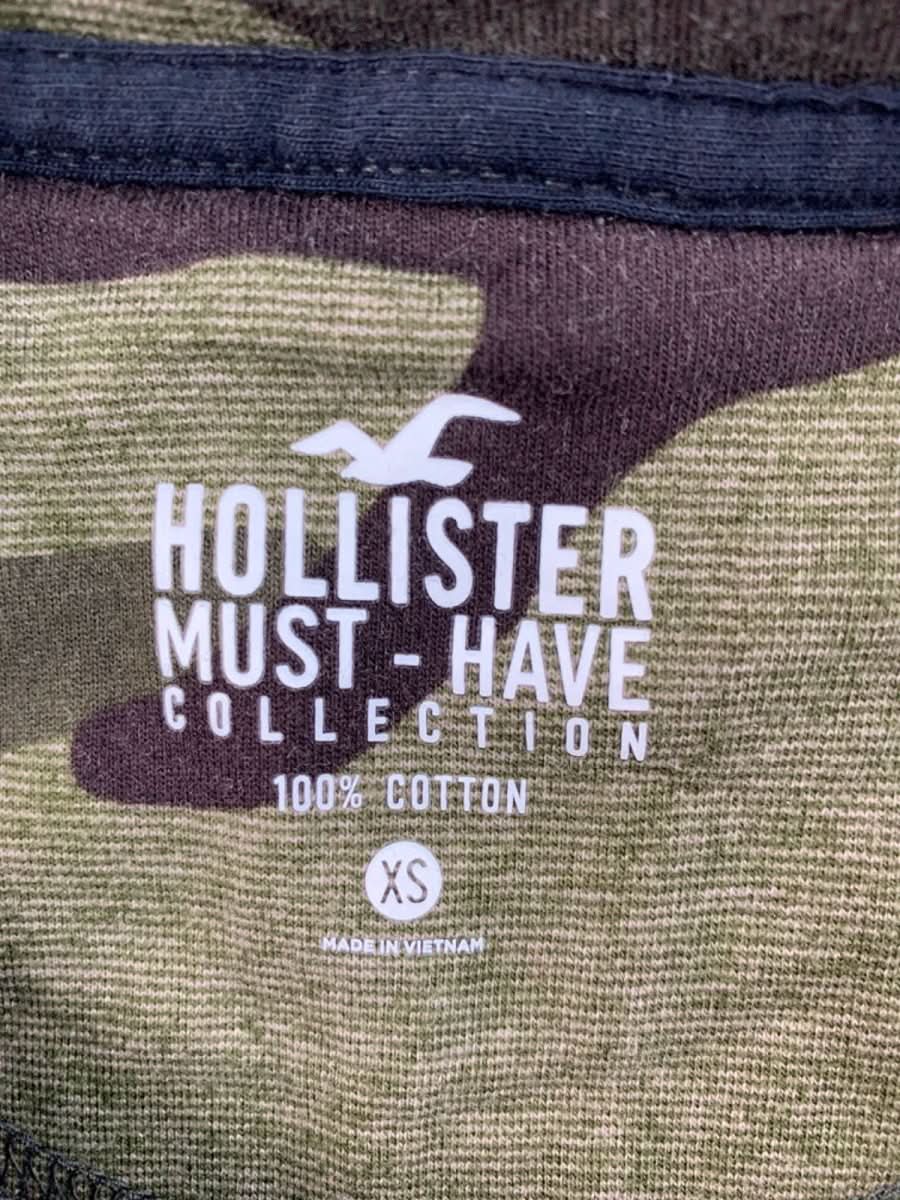 HOLLISTER
MUST - HAVE
COLLECTION
100% COTTON
XS
MADE IN VIETNAM